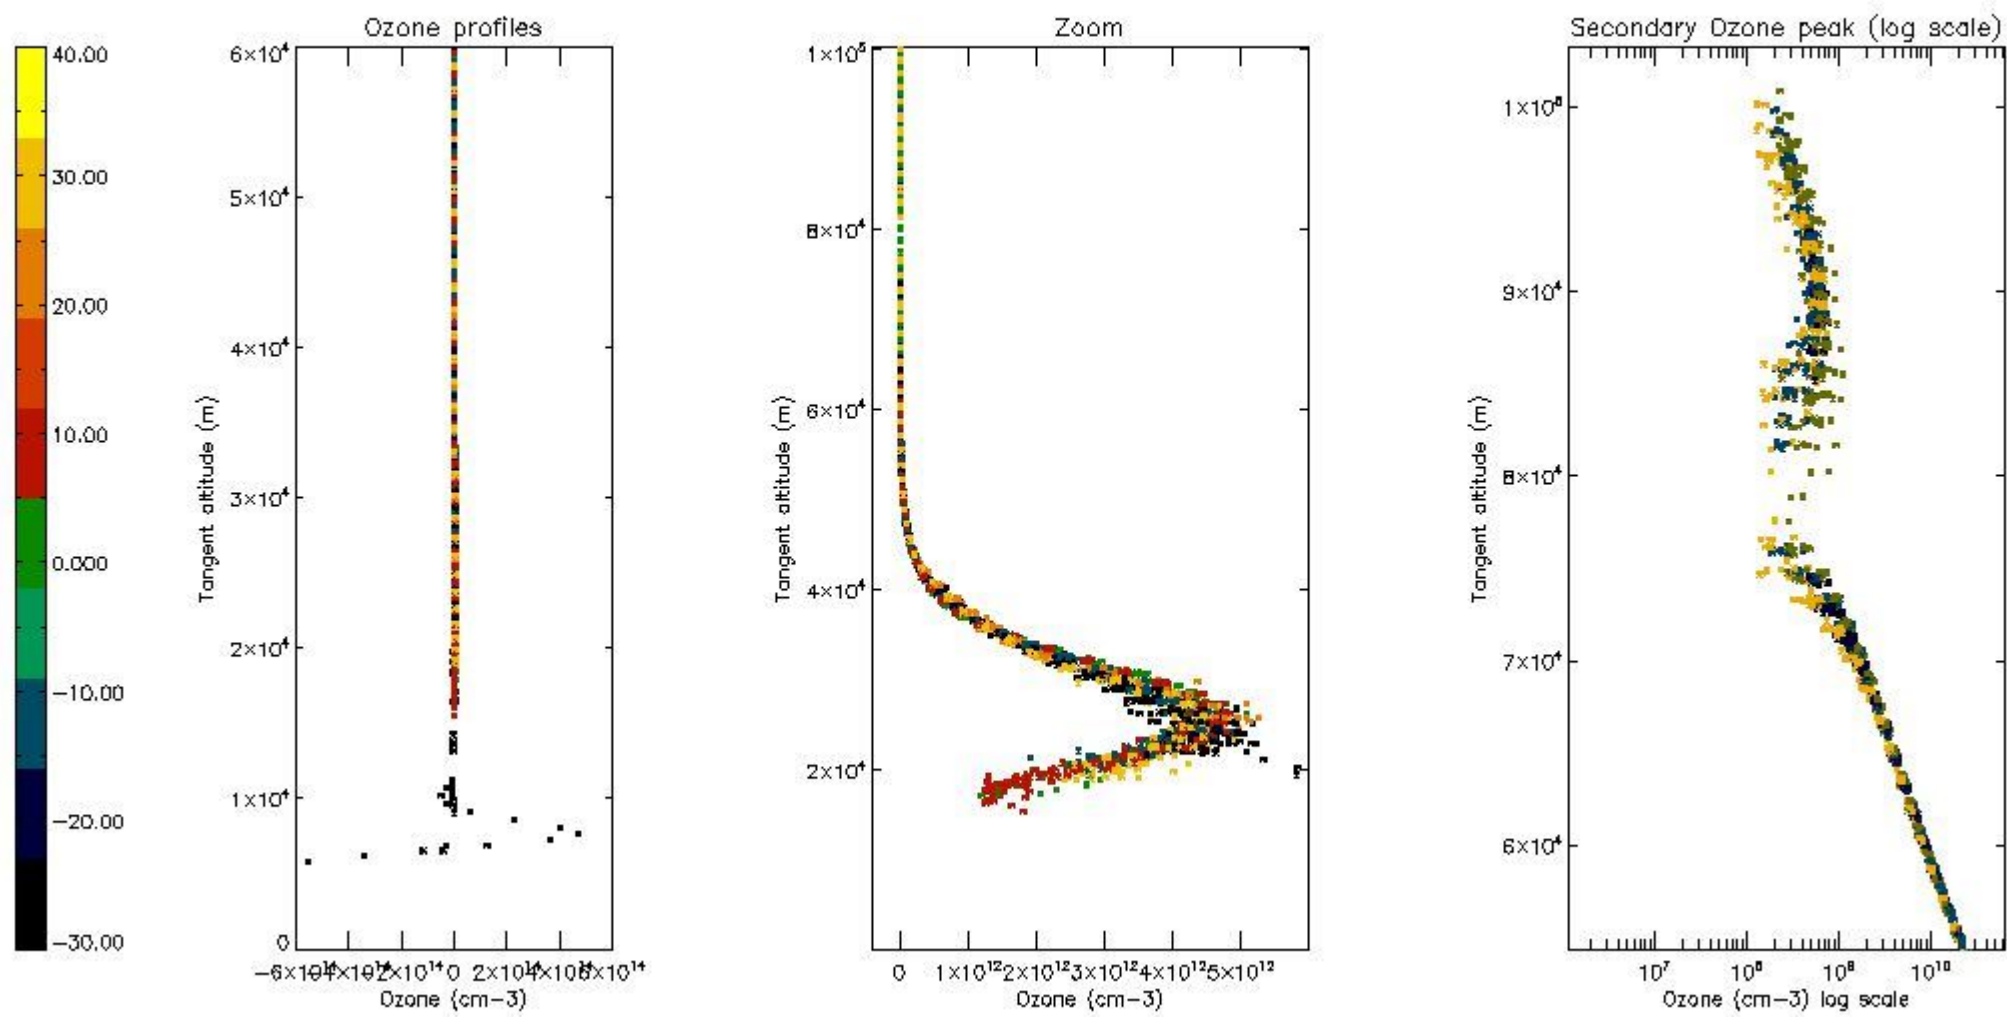 Ozone profiles
Zoom
Secondary Ozone peak (log scale)
40.00
30.00
20.00
10.00
0.000
−10.00
−20.00
−30.00
Tangent altitude (m)
6×10⁴
5×10⁴
4×10⁴
3×10⁴
2×10⁴
1×10⁴
0
0
Ozone (cm−3)
Tangent altitude (m)
1×10⁵
8×10⁴
6×10⁴
4×10⁴
2×10⁴
0 1×10¹² 2×10¹² 3×10¹² 4×10¹² 5×10¹²
Ozone (cm−3)
Tangent altitude (m)
1×10⁵
9×10⁴
8×10⁴
7×10⁴
6×10⁴
10⁷ 10⁸ 10⁹ 10¹⁰
Ozone (cm−3) log scale